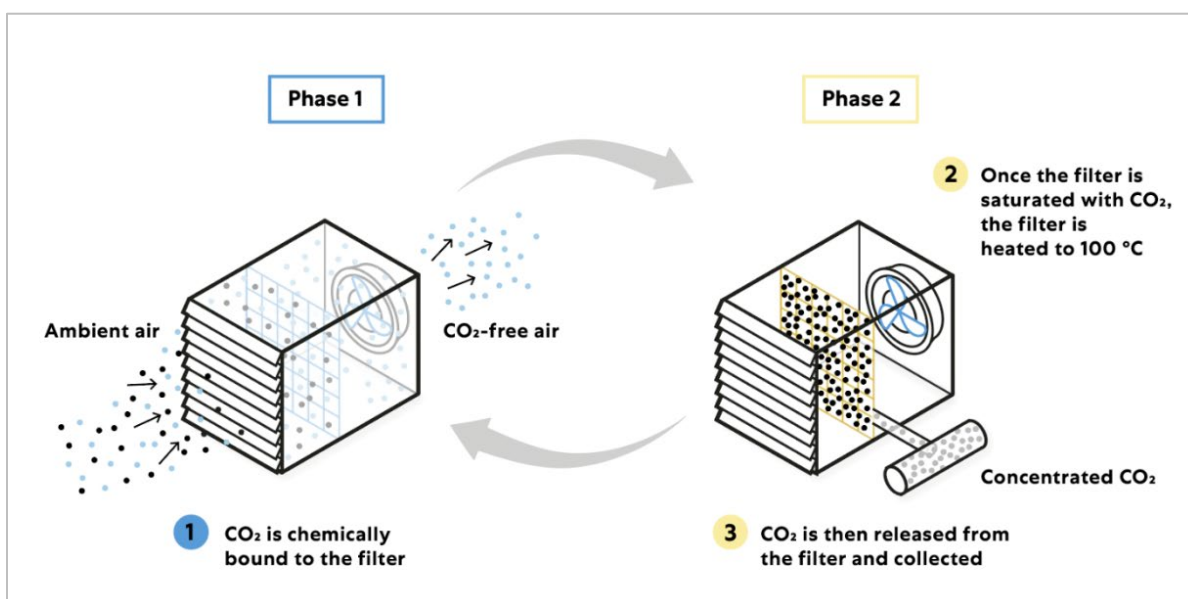 Phase 1
Ambient air
CO₂-free air
1
CO₂ is chemically
bound to the filter
Phase 2
2
Once the filter is
saturated with CO₂,
the filter is
heated to 100 °C
Concentrated CO₂
3
CO₂ is then released from
the filter and collected